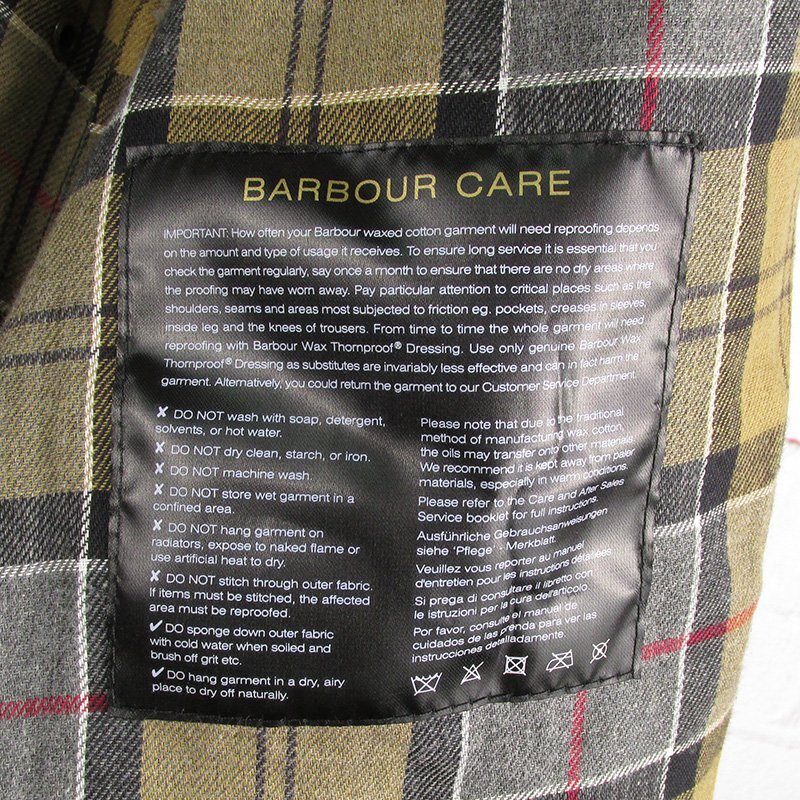 BARBOUR CARE
IMPORTANT: How often your Barbour waxed cotton garment will need reproofing depends
on the amount and type of usage it receives. To ensure long service it is essential that you
check the garment regularly, say once a month to ensure that there are no dry areas where
the proofing may have worn away. Pay particular attention to critical places such as the
shoulders, seams and areas most subjected to friction eg. pockets, creases in sleeves,
inside leg and the knees of trousers. From time to time the whole garment will need
reproofing with Barbour Wax Thornproof® Dressing. Use only genuine Barbour Wax
Thornproof® Dressing as substitutes are invariably less effective and can in fact harm the
garment. Alternatively, you could return the garment to our Customer Service Department.
✘ DO NOT wash with soap, detergent,
solvents, or hot water.
✘ DO NOT dry clean, starch, or iron.
✘ DO NOT machine wash.
✘ DO NOT store wet garment in a
confined area.
✘ DO NOT hang garment on
radiators, expose to naked flame or
use artificial heat to dry.
✘ DO NOT stitch through outer fabric.
If items must be stitched, the affected
area must be reproofed.
✔ DO sponge down outer fabric
with cold water when soiled and
brush off grit etc.
✔ DO hang garment in a dry, airy
place to dry off naturally.
Please note that due to the traditional
method of manufacturing wax cotton,
the oils may transfer onto other materials
We recommend it is kept away from paler
materials, especially in warm conditions.
Please refer to the Care and After Sales
Service booklet for full instructions.
Ausführliche Gebrauchsanweisungen
siehe 'Pflege' - Merkblatt.
Veuillez vous reporter au manuel
d'entretien pour les instructions détaillées
Si prega di consultare il libretto con
le istruzioni per la cura dell'articolo.
Por favor, consulte el manuel de
cuidados de las prenda para ver las
instrucciones detalladamente.